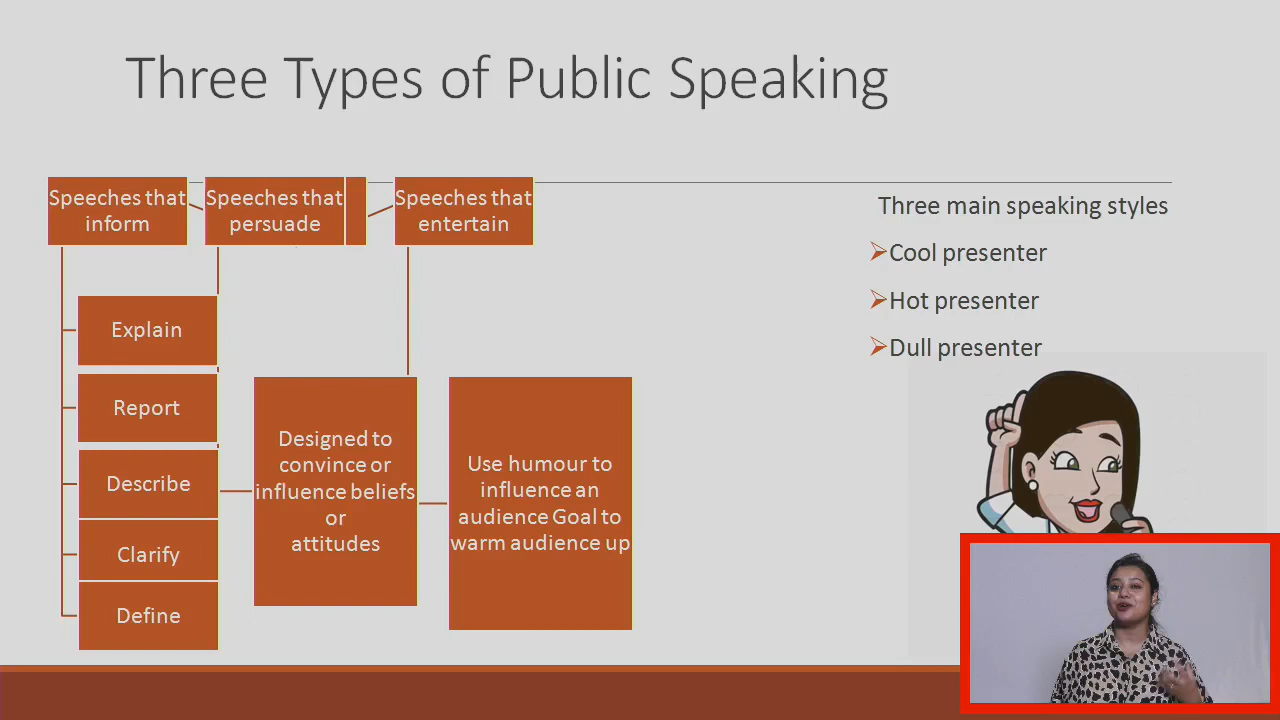 Three Types of Public Speaking
Speeches that
inform
Speeches that
persuade
Speeches that
entertain
Explain
Report
Describe
Clarify
Define
Designed to
convince or
influence beliefs
or
attitudes
Use humour to
influence an
audience Goal to
warm audience up
Three main speaking styles
Cool presenter
Hot presenter
Dull presenter